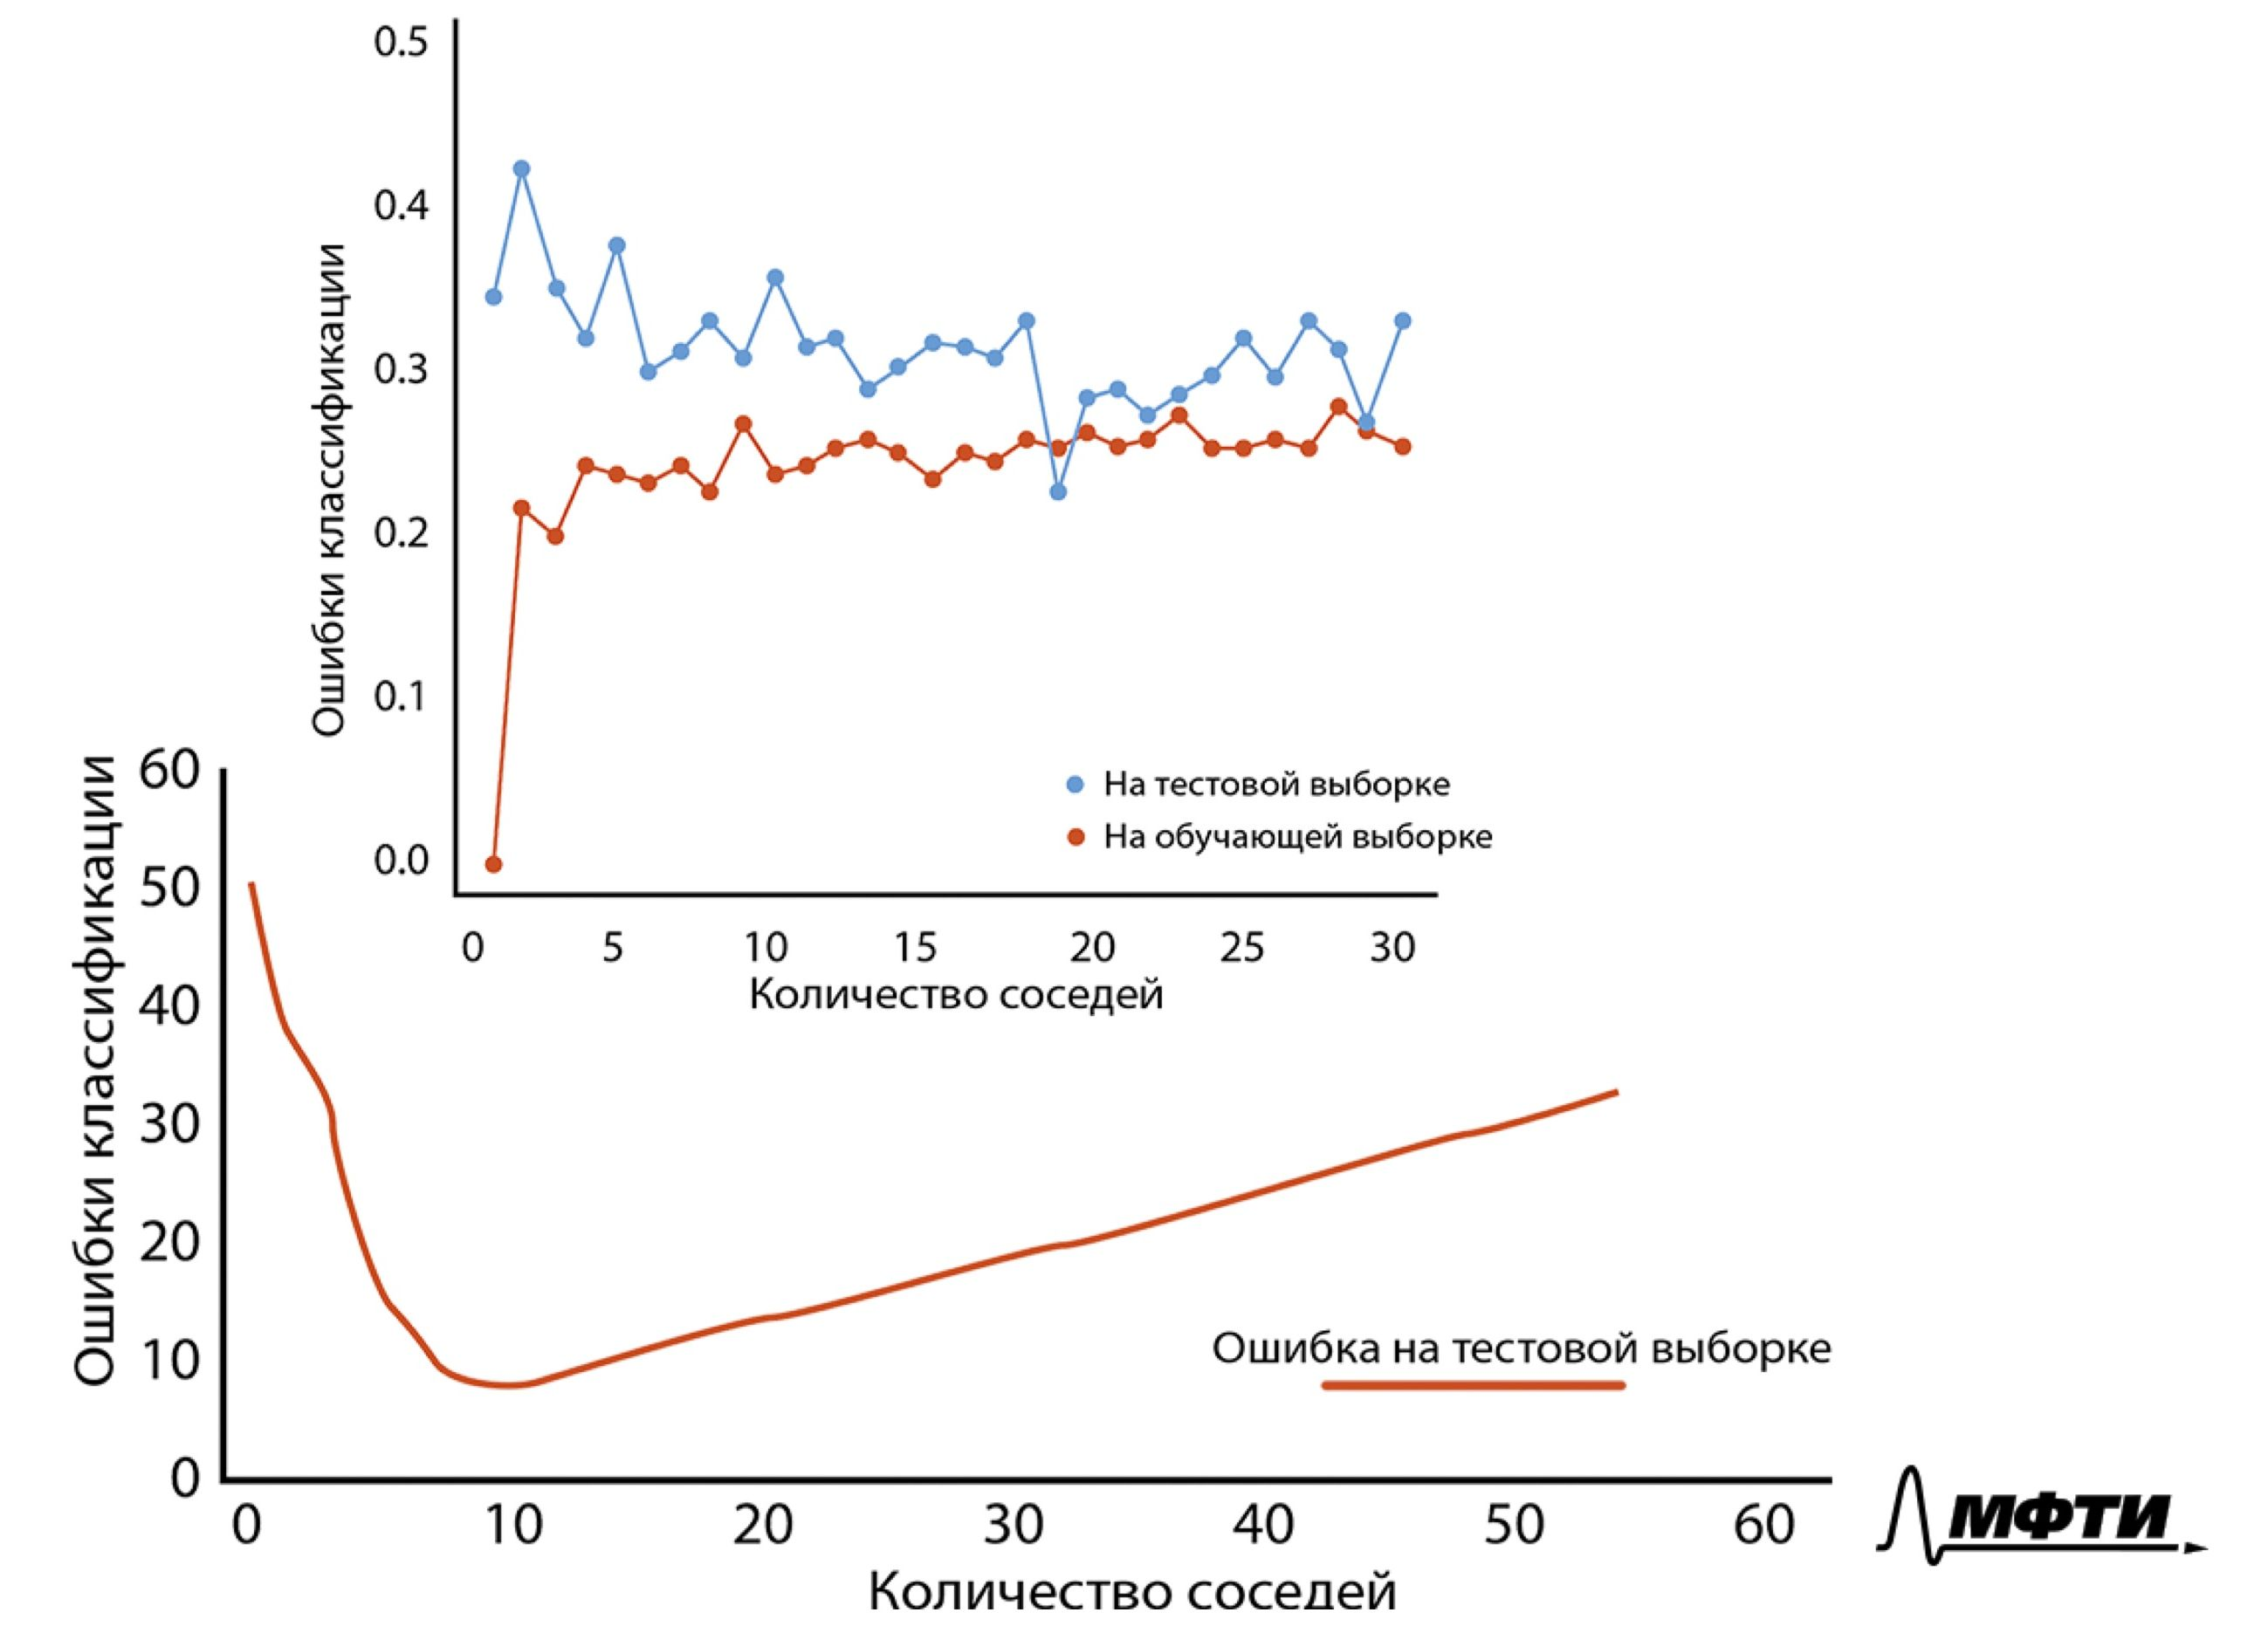 0.5
0.4
0.3
0.2
0.1
0.0
Ошибки классификации
На тестовой выборке
На обучающей выборке
0 5 10 15 20 25 30
Количество соседей
60
50
40
30
20
10
0
Ошибки классификации
Ошибка на тестовой выборке
0 10 20 30 40 50 60
Количество соседей
МФТИ